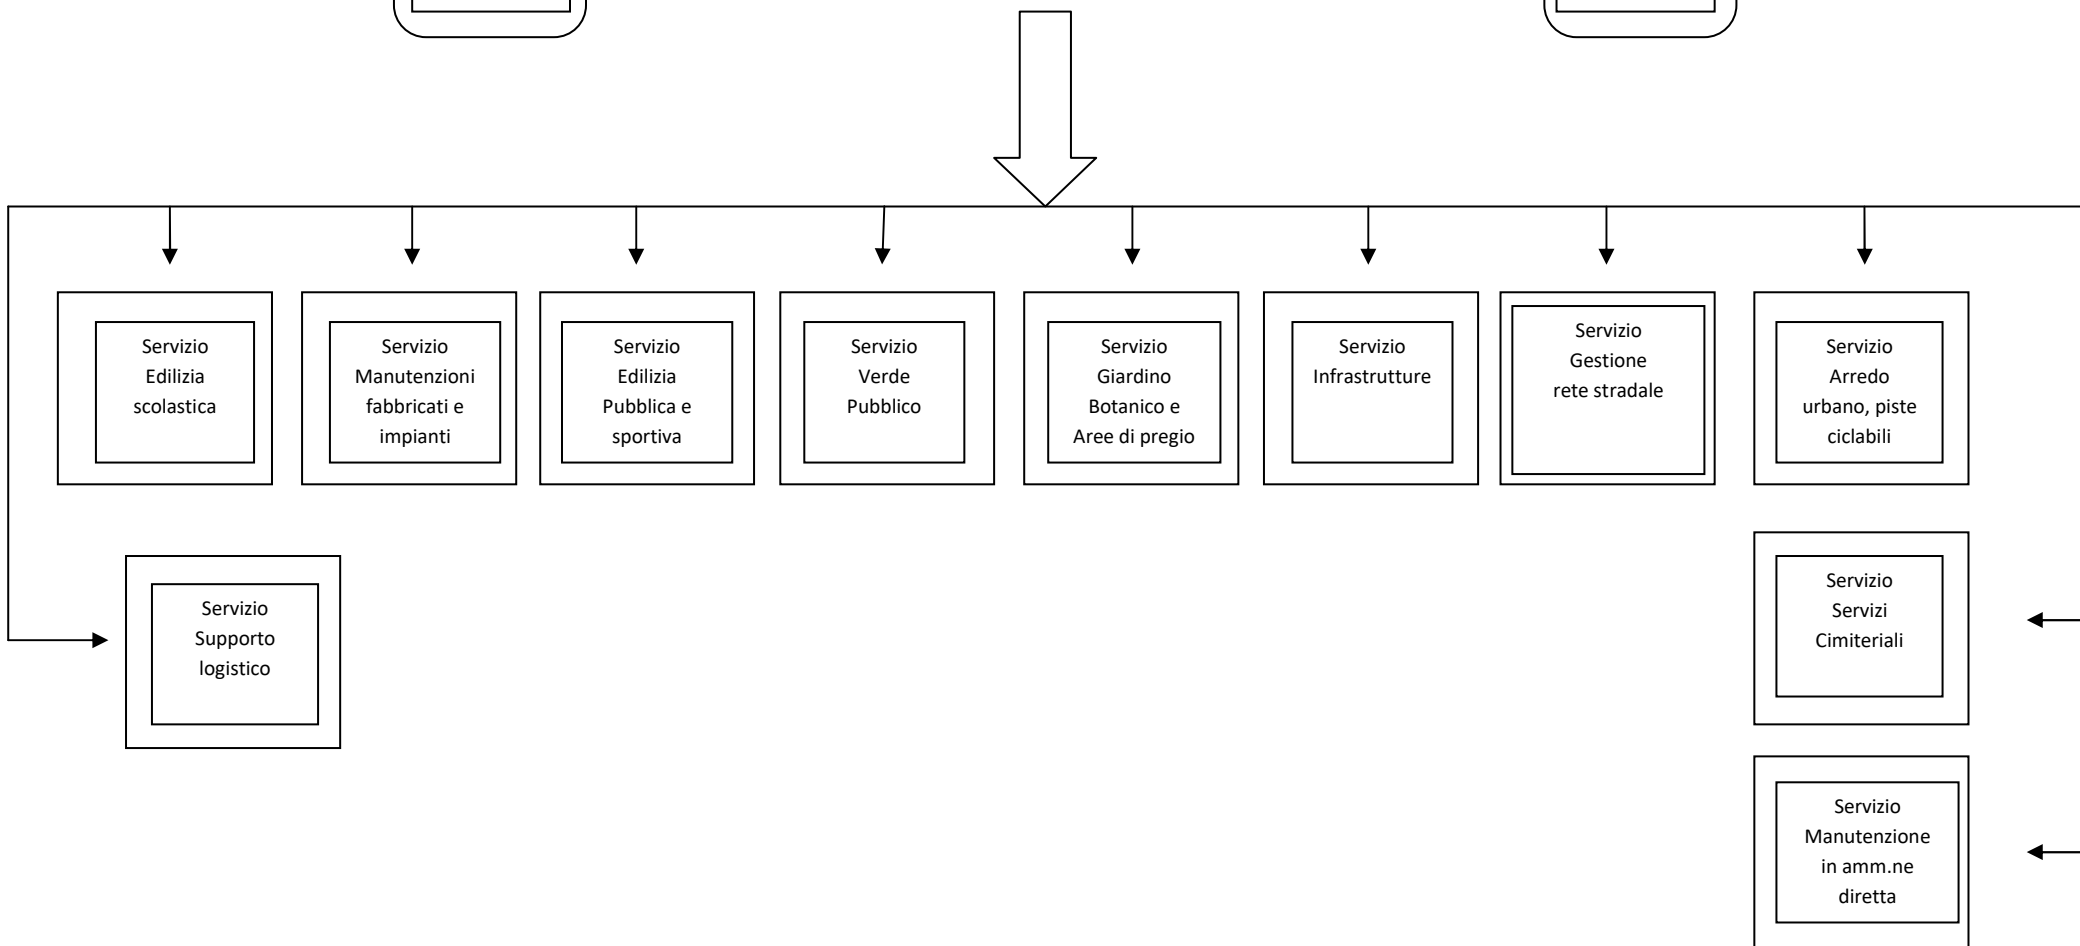 Servizio
Edilizia
scolastica
Servizio
Manutenzioni
fabbricati e
impianti
Servizio
Edilizia
Pubblica e
sportiva
Servizio
Verde
Pubblico
Servizio
Giardino
Botanico e
Aree di pregio
Servizio
Infrastrutture
Servizio
Gestione
rete stradale
Servizio
Arredo
urbano, piste
ciclabili
Servizio
Supporto
logistico
Servizio
Servizi
Cimiteriali
Servizio
Manutenzione
in amm.ne
diretta